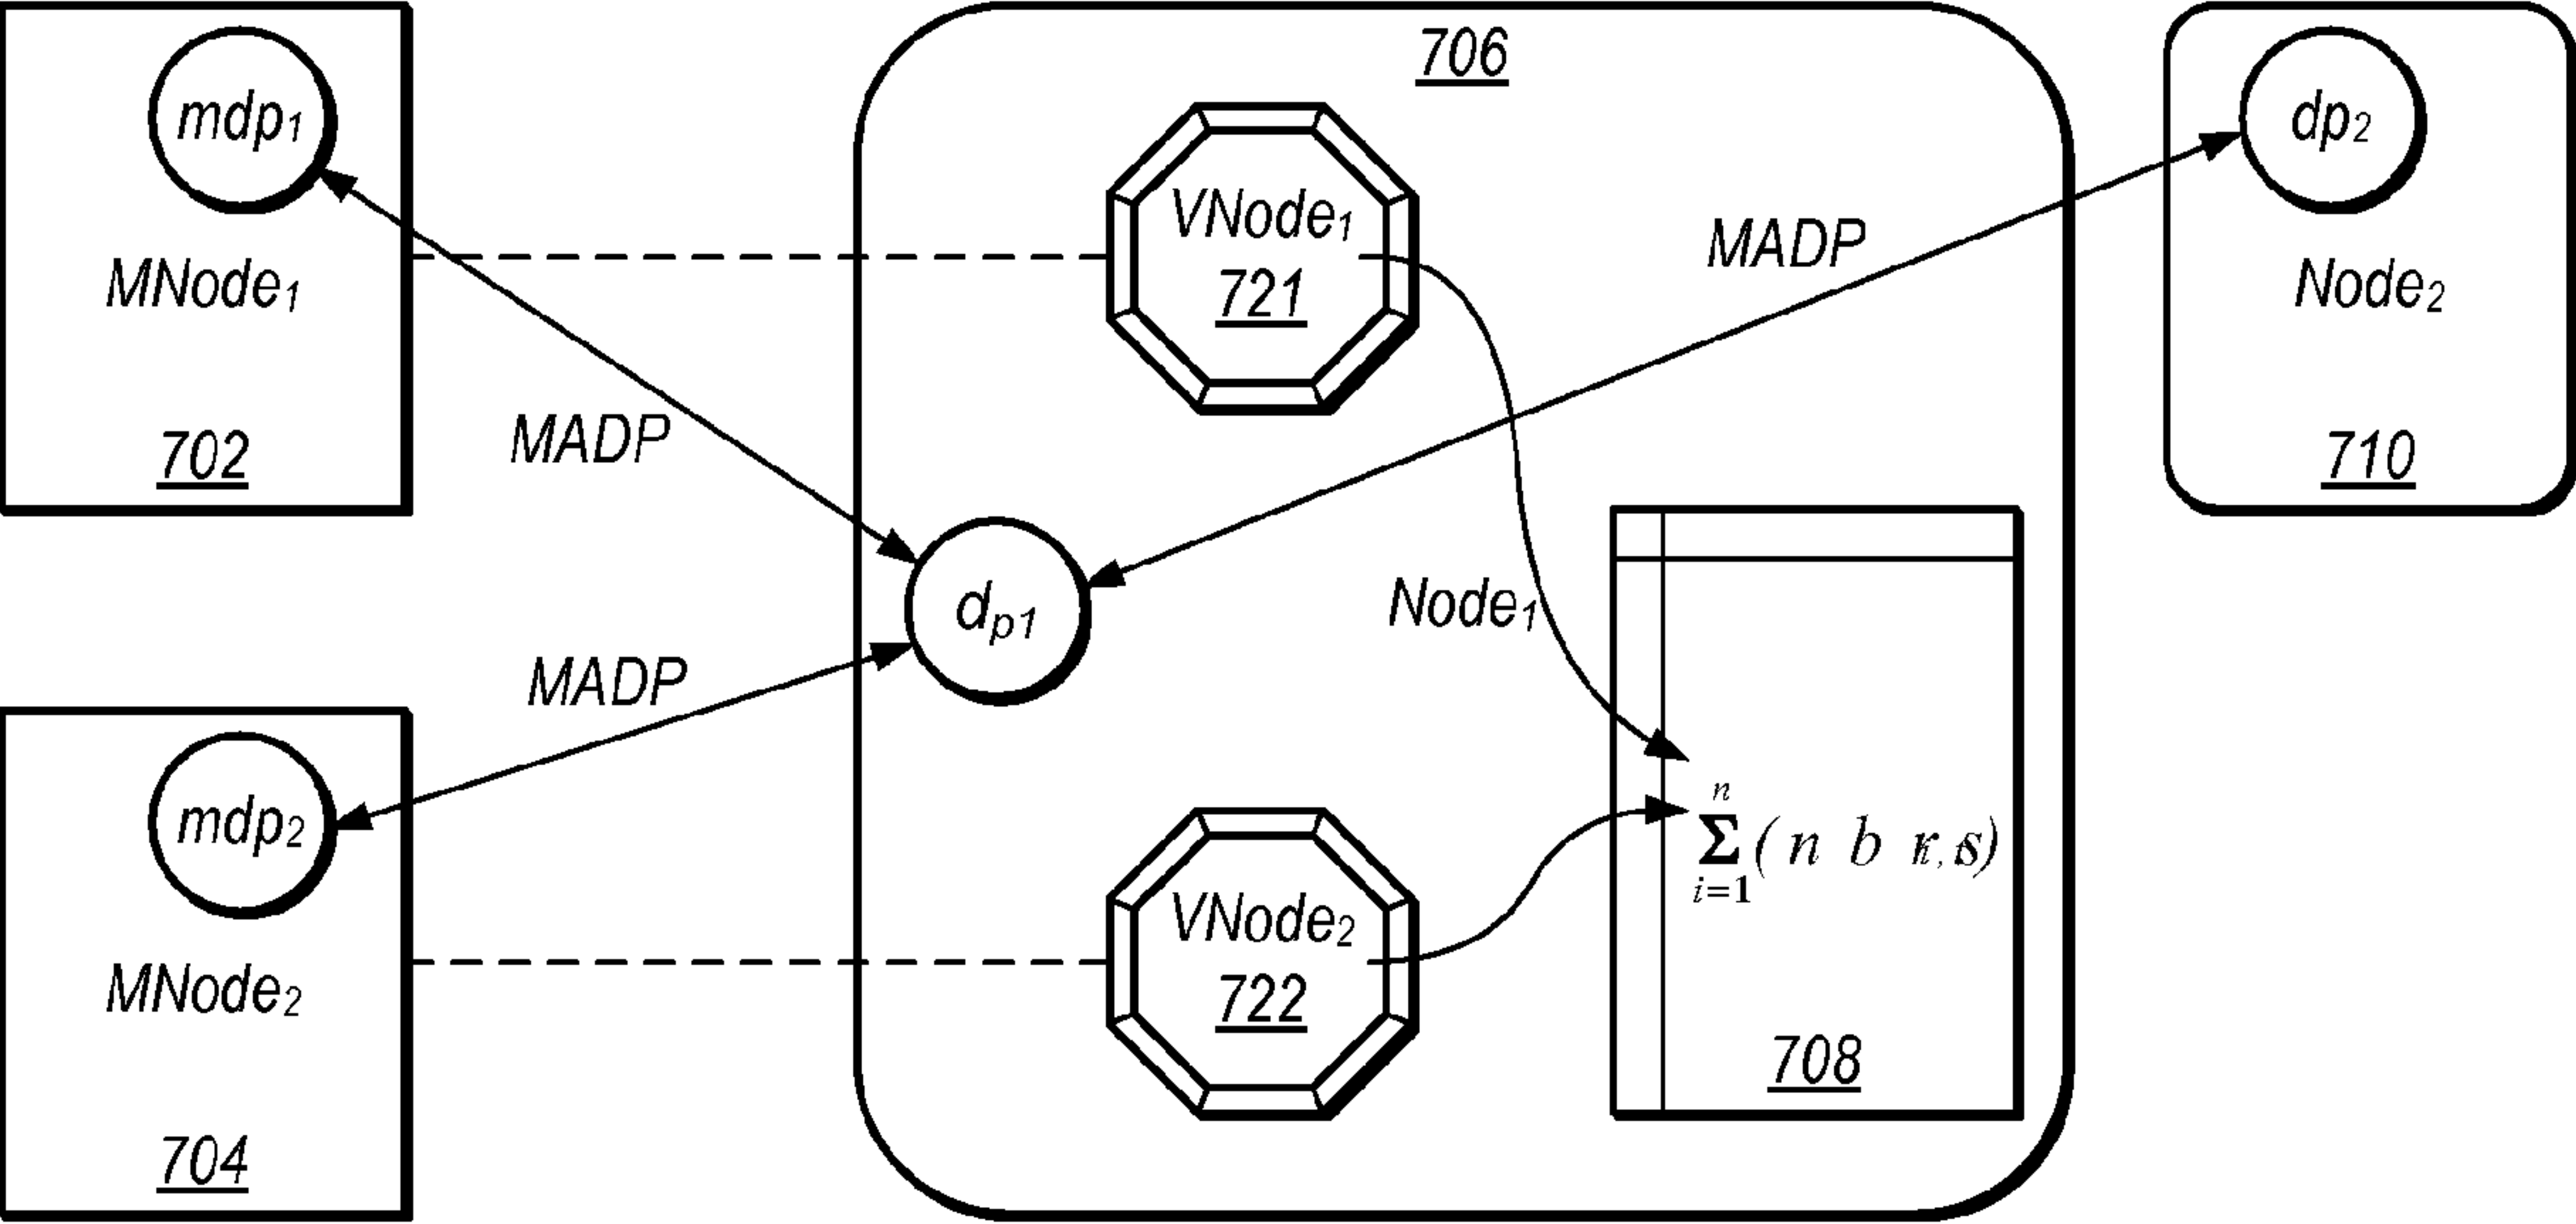 mdp1
MNode1
702
MADP
706
VNode1
721
MADP
dp2
Node2
710
dp1
Node1
MADP
mdp2
MNode2
704
VNode2
722
n
Σ( n b
i=1
708